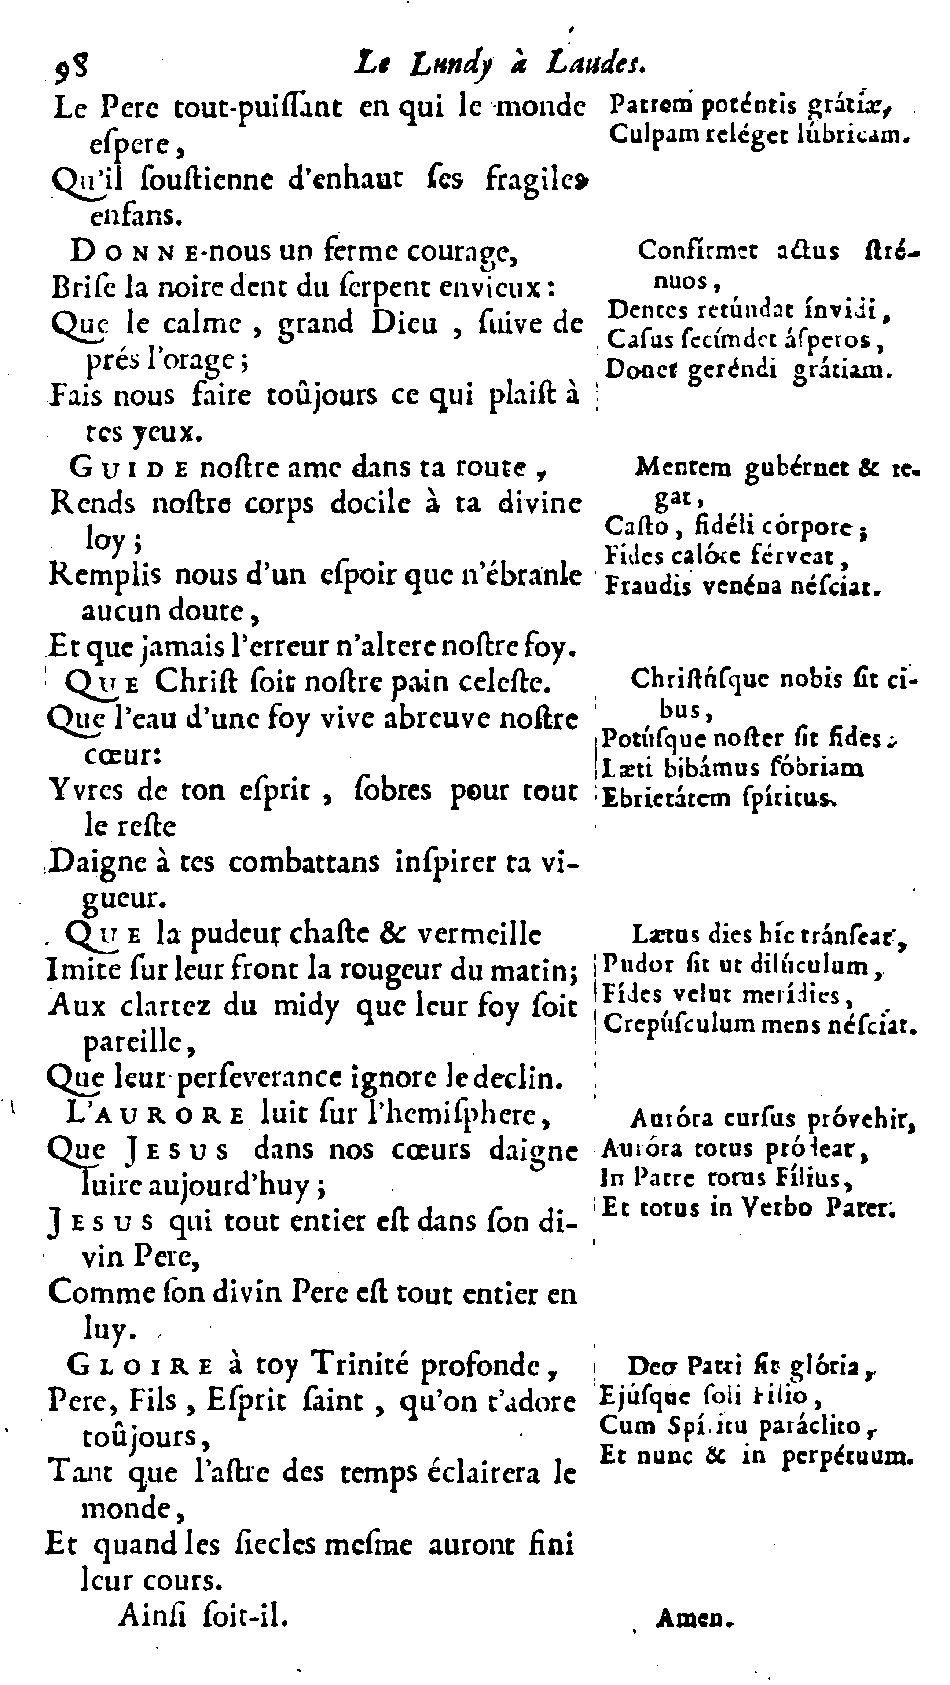 98 Le Lundy à Laudes.
Le Pere tout-puiſſant en qui le monde
eſpere,
Qu'il ſouſtienne d'enhaut ſes fragiles
enfans.
DONNE-nous un ferme courage,
Briſe la noire dent du ſerpent envieux :
Que le calme, grand Dieu, ſuive de
prés l'orage ;
Fais nous faire toûjours ce qui plaiſt à
tes yeux.
GUIDE noſtre ame dans ta route,
Rends noſtre corps docile à ta divine
loy ;
Remplis nous d'un eſpoir que n'ébranle
aucun doute,
Et que jamais l'erreur n'altere noſtre foy.
QUE Chriſt ſoit noſtre pain celeſte.
Que l'eau d'une foy vive abreuve noſtre
cœur:
Yvres de ton eſprit, ſobres pour tout
le reſte
Daigne à tes combattans inſpirer ta vi-
gueur.
QUE la pudeur chaſte & vermeille
Imite ſur leur front la rougeur du matin;
Aux clartez du midy que leur foy ſoit
pareille,
Que leur perſeverance ignore le declin.
L'AURORE luit ſur l'hemiſphere,
Que JESUS dans nos cœurs daigne
luire aujourd'huy ;
JESUS qui tout entier eſt dans ſon di-
vin Pere,
Comme ſon divin Pere eſt tout entier en
luy.
GLOIRE à toy Trinité profonde,
Pere, Fils, Eſprit ſaint, qu'on t'adore
toûjours,
Tant que l'aſtre des temps éclairera le
monde,
Et quand les ſiecles meſme auront fini
leur cours.
Ainſi ſoit-il.
Patrem poténtis grátiæ,
Culpam reléget lúbricam.
Confírmet actus ſtré-
nuos,
Dentes retúndat ínvidi,
Caſus ſecúndet áſperos,
Donet geréndi grátiam.
Mentem gubérnet & re-
gat,
Caſto, fidéli córpore ;
Fídes calóre férveat,
Fraudis venéna néſciat.
Chriſtúſque nobis ſit ci-
bus,
Potúſque noſter ſit fides :
Læti bibámus ſóbriam
Ebrietátem ſpíritus.
Lætus dies híc tránſeat,
Pudor ſit ut dilúculum,
Fídes velut merídies,
Crepúſculum mens néſciat.
Auróra curſus próvehit,
Auróra totus pródeat,
In Patre totus Fílius,
Et totus in Verbo Pater.
Deo Patri ſit glória,
Ejúſque ſoli Filio,
Cum Spíritu paráclito,
Et nunc & in perpétuum.
Amen.